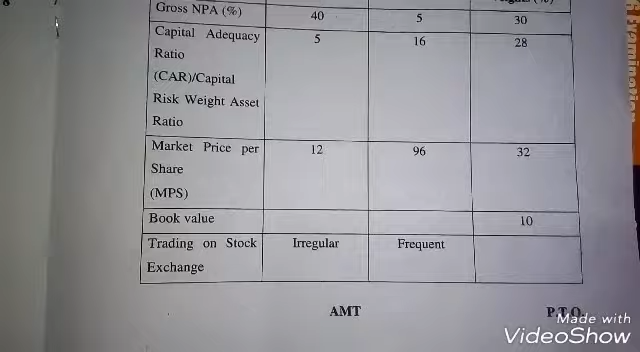 Gross NPA (%) 40 5 30
Capital Adequacy 5 16 28
Ratio
(CAR)/Capital
Risk Weight Asset
Ratio
Market Price per 12 96 32
Share
(MPS)
Book value 10
Trading on Stock Irregular Frequent
Exchange
AMT P.T.O.
Made with
VideoShow